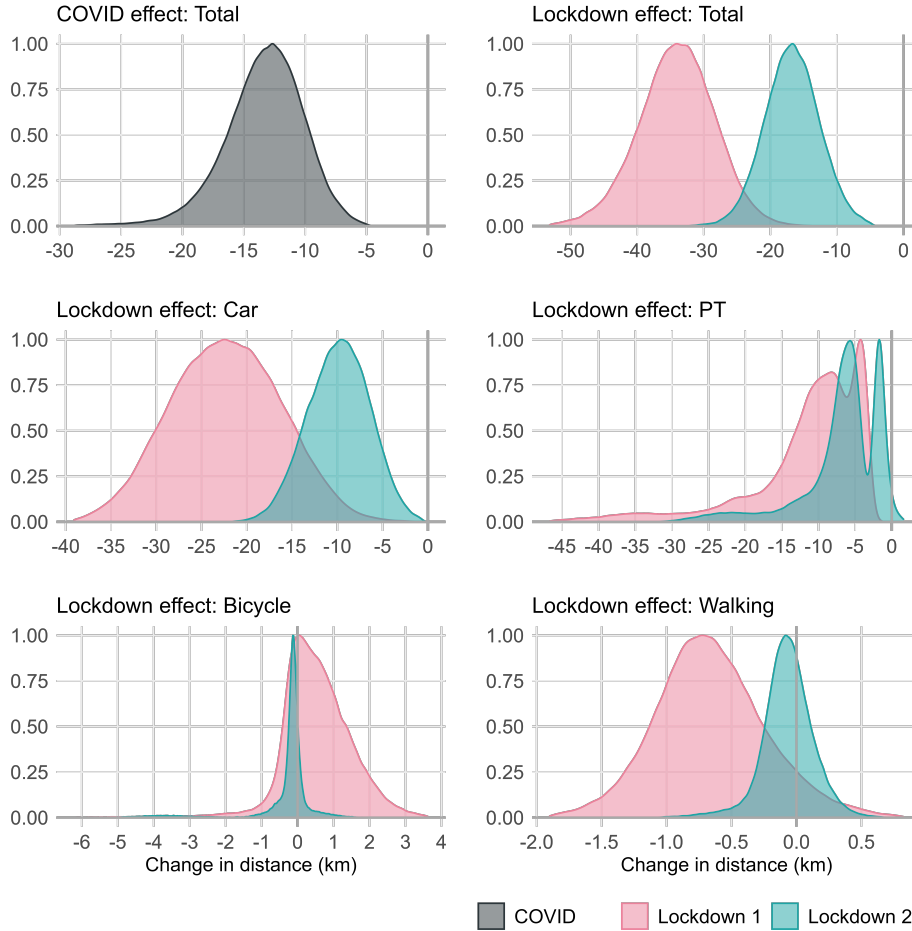 COVID effect: Total
1.00
0.75
0.50
0.25
0.00
-30 -25 -20 -15 -10 -5 0
Lockdown effect: Total
1.00
0.75
0.50
0.25
0.00
-50 -40 -30 -20 -10 0
Lockdown effect: Car
1.00
0.75
0.50
0.25
0.00
-40 -35 -30 -25 -20 -15 -10 -5 0
Lockdown effect: PT
1.00
0.75
0.50
0.25
0.00
-45 -40 -35 -30 -25 -20 -15 -10 -5 0
Lockdown effect: Bicycle
1.00
0.75
0.50
0.25
0.00
-6 -5 -4 -3 -2 -1 0 1 2 3 4
Change in distance (km)
Lockdown effect: Walking
1.00
0.75
0.50
0.25
0.00
-2.0 -1.5 -1.0 -0.5 0.0 0.5
Change in distance (km)
COVID Lockdown 1 Lockdown 2